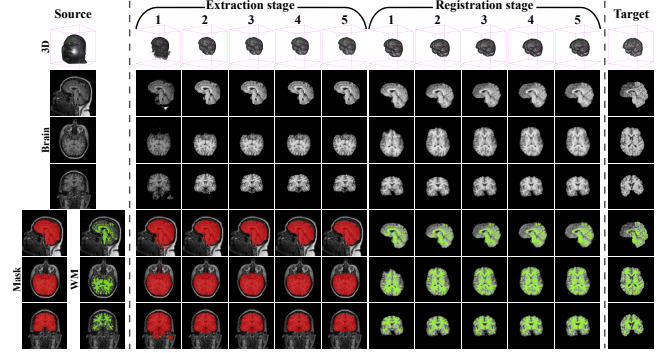 Source Extraction stage Registration stage Target
1 2 3 4 5 1 2 3 4 5
3D
Brain
Mask
WM